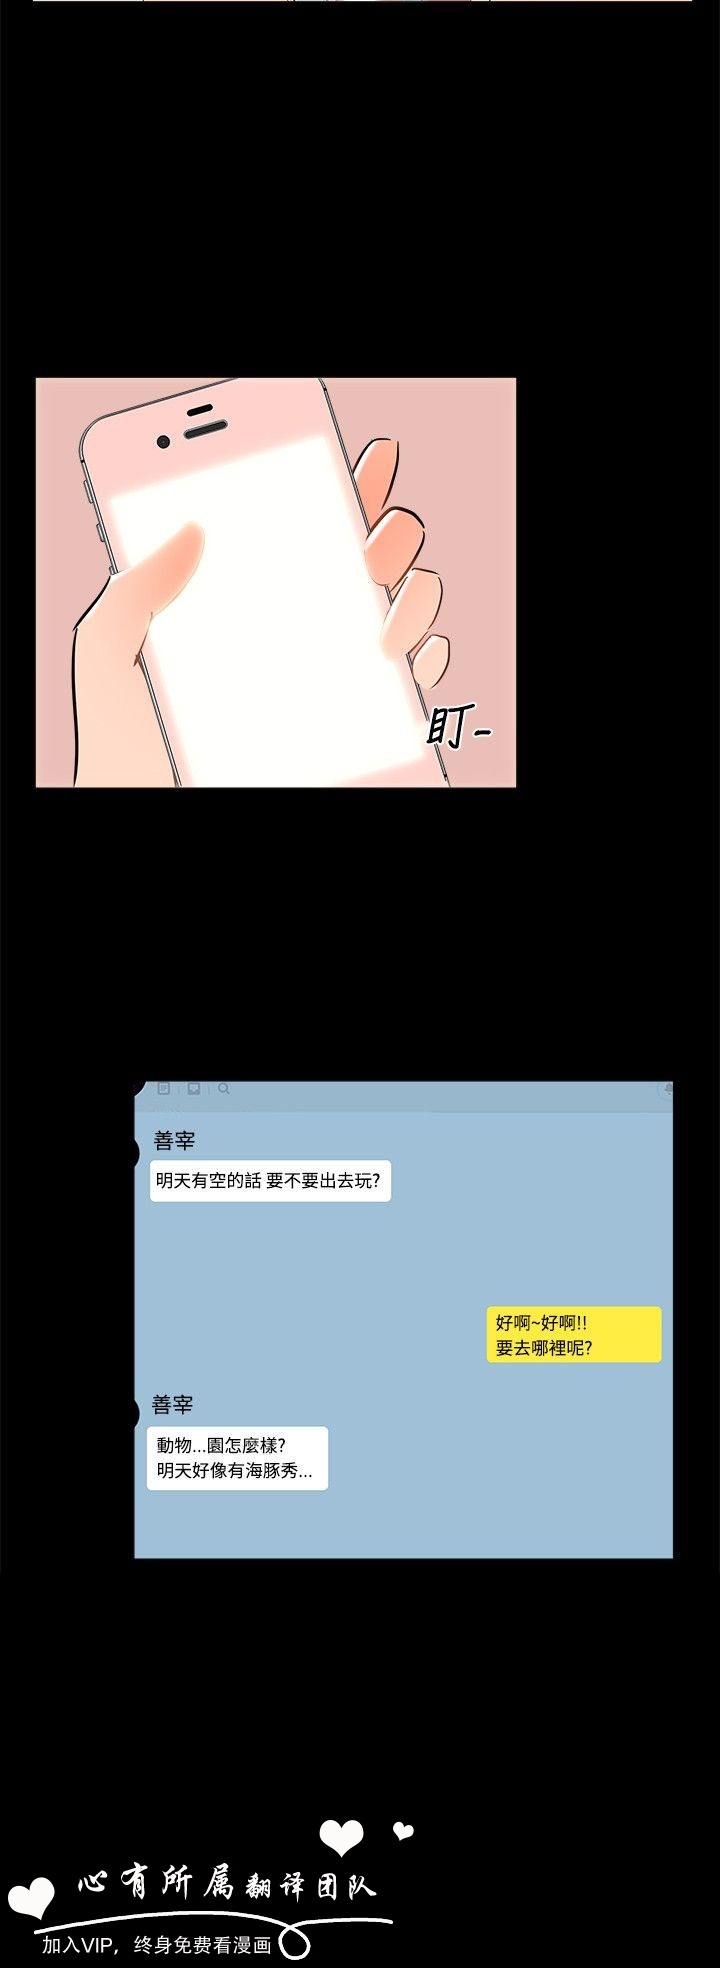 盯-
善宰
明天有空的話 要不要出去玩?
好啊~好啊!!
要去哪裡呢?
善宰
動物...園怎麼樣?
明天好像有海豚秀...
心有所属翻译团队
加入VIP，终身免费看漫画